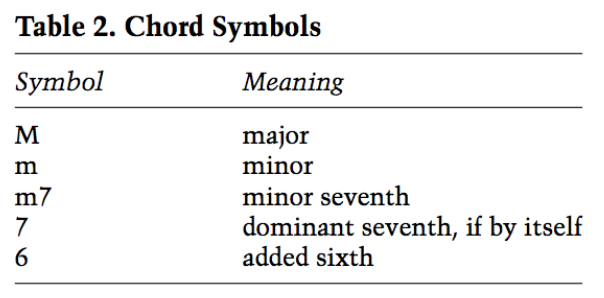 Table 2. Chord Symbols
Symbol Meaning
M major
m minor
m7 minor seventh
7 dominant seventh, if by itself
6 added sixth